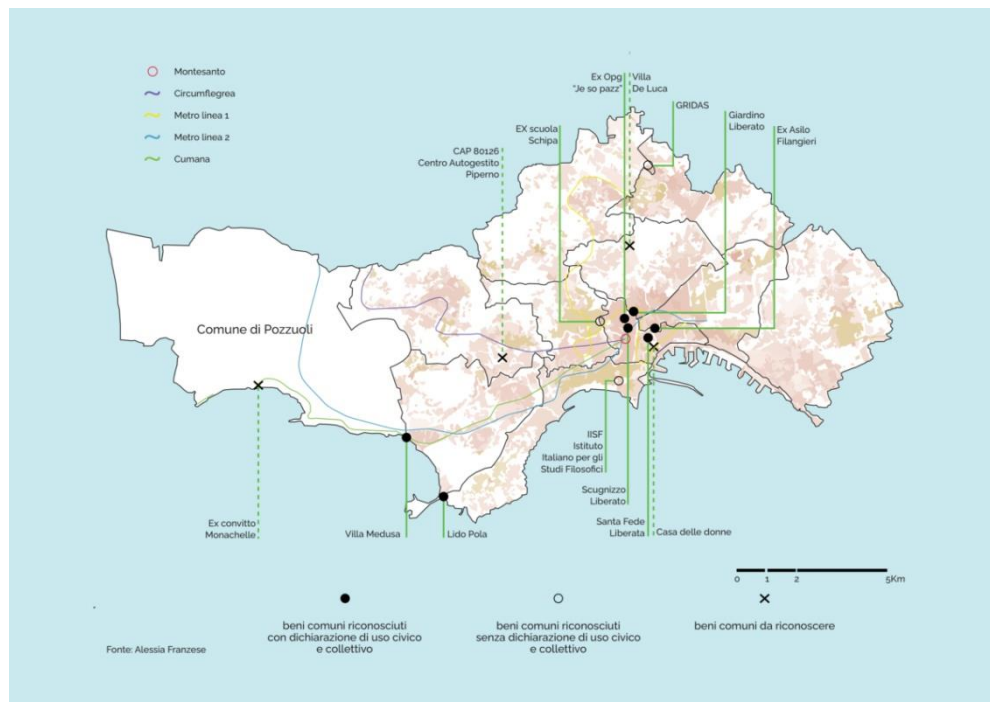 Montesanto
Circumflegrea
Metro linea 1
Metro linea 2
Cumana
Ex Opg
"Je so pazz"
Villa
De Luca
GRIDAS
Giardino
Liberato
Ex Asilo
Filangieri
EX scuola
Schipa
CAP 80126
Centro Autogestito
Piperno
Comune di Pozzuoli
IISF
Istituto
Italiano per gli
Studi Filosofici
Scugnizzo
Liberato
Santa Fede
Liberata
Casa delle donne
Ex convitto
Monachelle
Villa Medusa
Lido Pola
0 1 2 5Km
beni comuni riconosciuti
con dichiarazione di uso civico
e collettivo
beni comuni riconosciuti
senza dichiarazione di uso civico
e collettivo
beni comuni da riconoscere
Fonte: Alessia Franzese